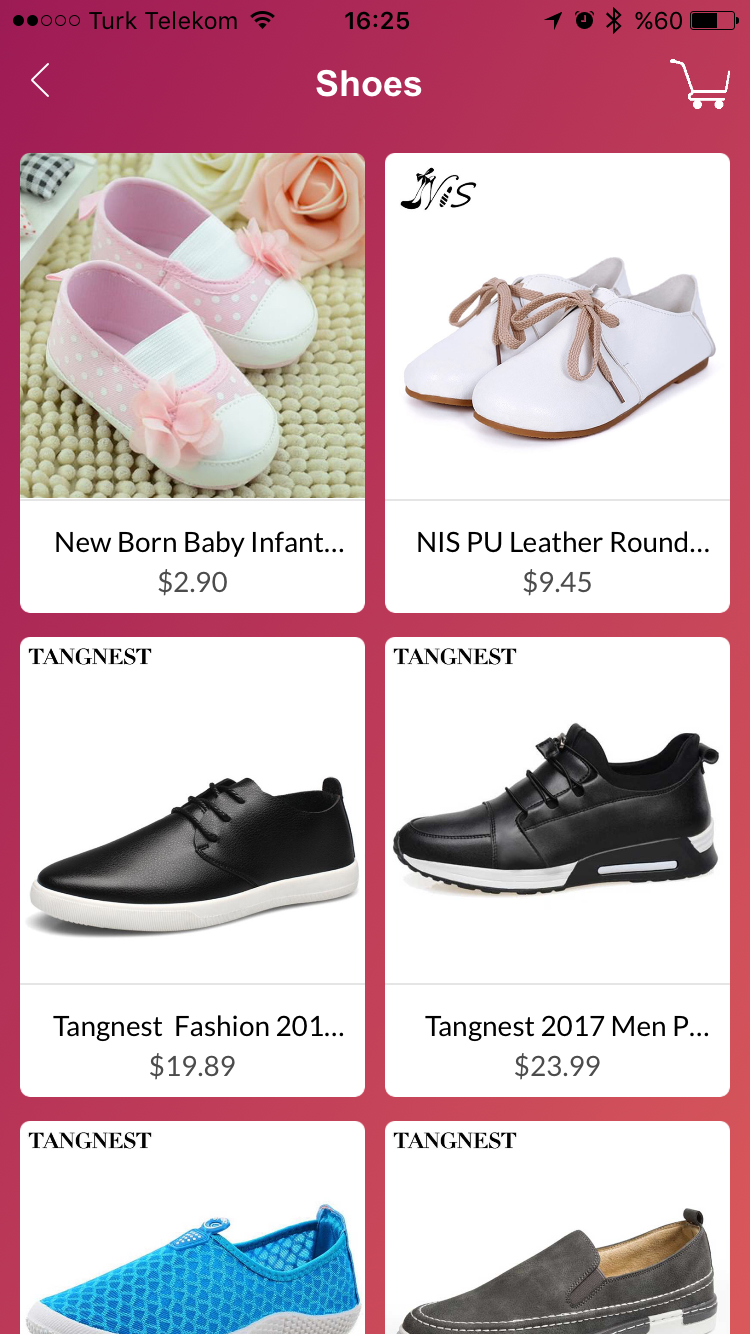 Turk Telekom 16:25 %60
Shoes
NIS
New Born Baby Infant...
$2.90
NIS PU Leather Round...
$9.45
TANGNEST
TANGNEST
Tangnest  Fashion 201...
$19.89
Tangnest 2017 Men P...
$23.99
TANGNEST
TANGNEST